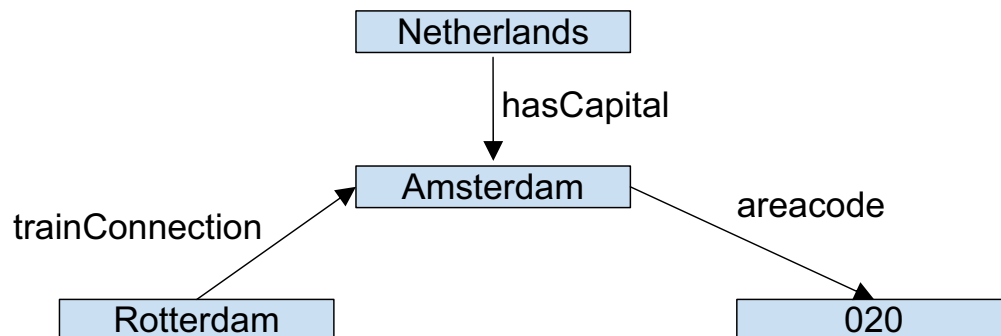 Netherlands
hasCapital
Amsterdam
trainConnection
areacode
Rotterdam
020